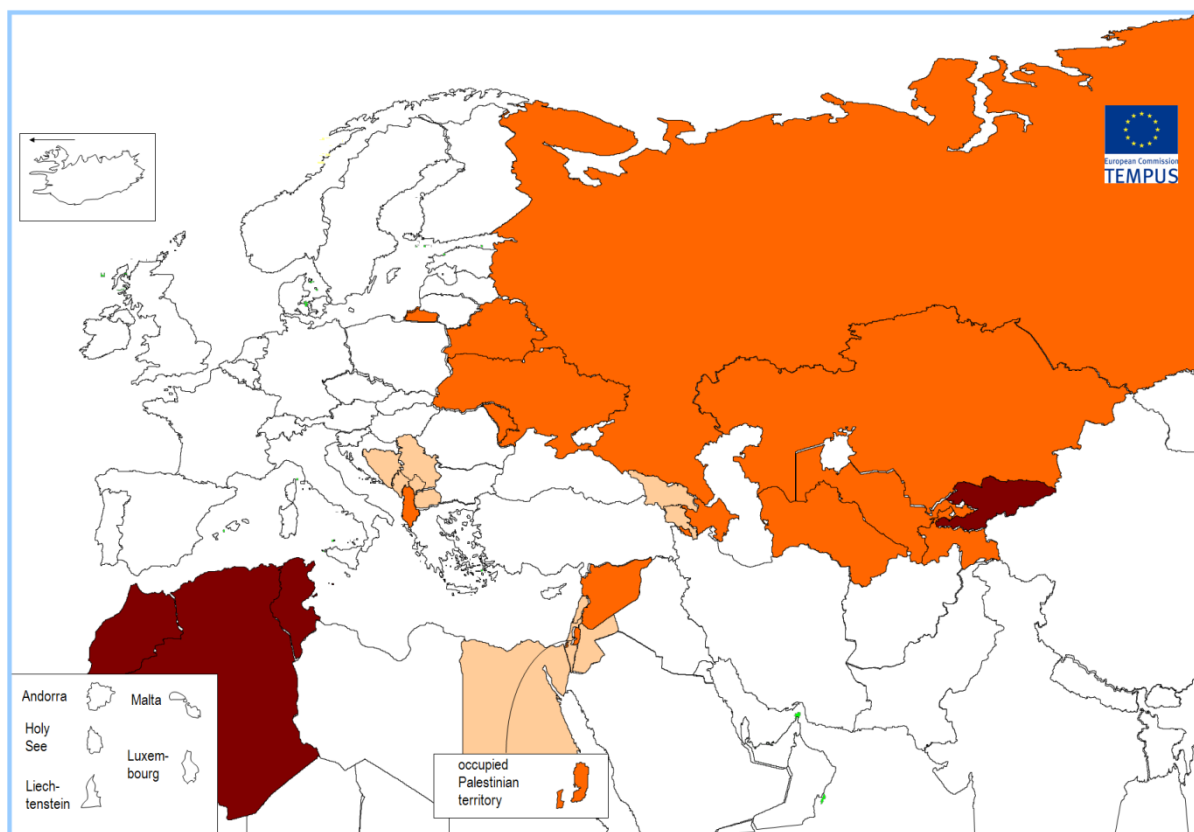 European Commission
TEMPUS
Andorra
Malta
Holy
See
Luxem-
bourg
Liech-
tenstein
occupied
Palestinian
territory